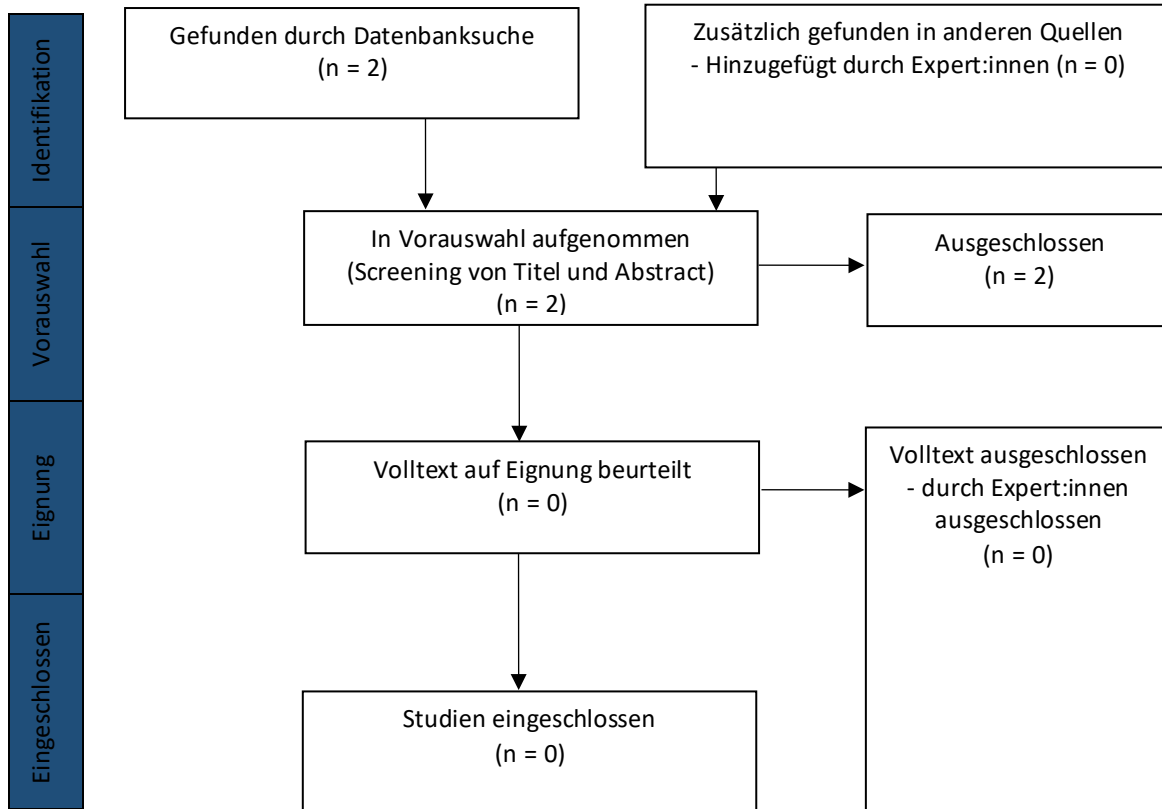 Identifikation
Gefunden durch Datenbanksuche
(n = 2)
Zusätzlich gefunden in anderen Quellen
- Hinzugefügt durch Expert:innen (n = 0)
Vorauswahl
In Vorauswahl aufgenommen
(Screening von Titel und Abstract)
(n = 2)
Ausgeschlossen
(n = 2)
Eignung
Volltext auf Eignung beurteilt
(n = 0)
Volltext ausgeschlossen
- durch Expert:innen
ausgeschlossen
(n = 0)
Eingeschlossen
Studien eingeschlossen
(n = 0)